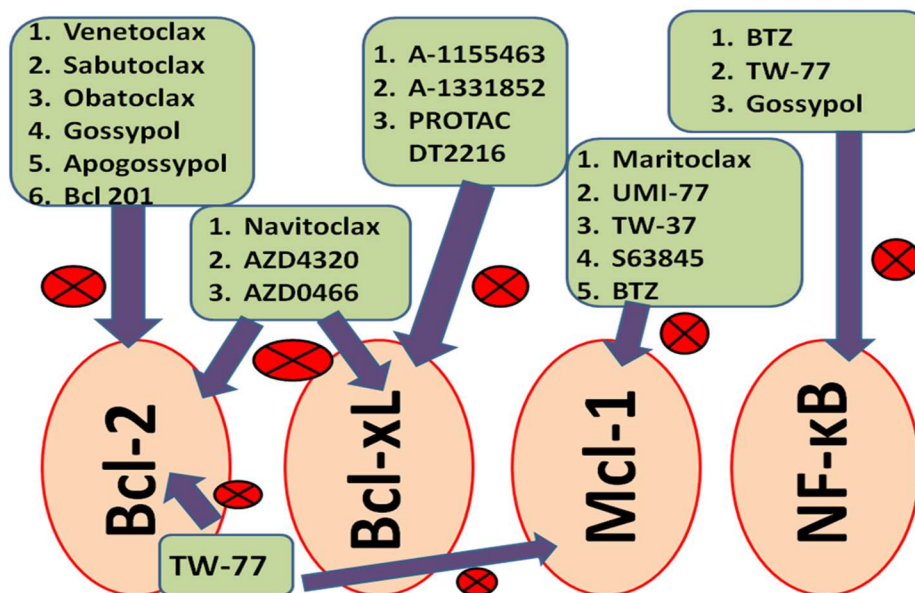 1. Venetoclax
2. Sabutoclax
3. Obatoclax
4. Gossypol
5. Apogossypol
6. Bcl 201
1. A-1155463
2. A-1331852
3. PROTAC
DT2216
1. BTZ
2. TW-77
3. Gossypol
1. Navitoclax
2. AZD4320
3. AZD0466
1. Maritoclax
2. UMI-77
3. TW-37
4. S63845
5. BTZ
Bcl-2
Bcl-xL
Mcl-1
NF-κB
TW-77